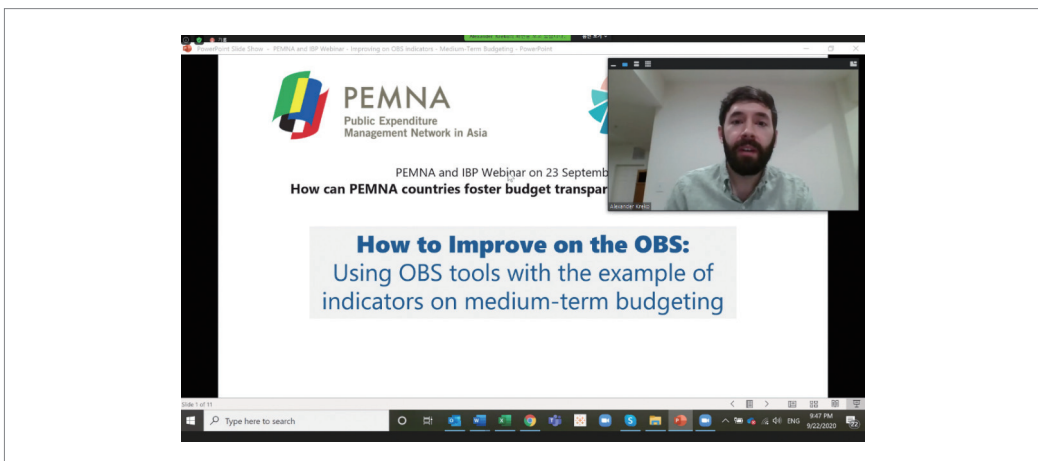 PowerPoint Slide Show - PEMNA and IBP Webinar - Improving on OBS indicators - Medium-Term Budgeting - PowerPoint
PEMNA
Public Expenditure
Management Network in Asia
PEMNA and IBP Webinar on 23 Septemb
How can PEMNA countries foster budget transpar
How to Improve on the OBS:
Using OBS tools with the example of
indicators on medium-term budgeting
Slide 1 of 11
Type here to search
ENG
9:47 PM
9/22/2020